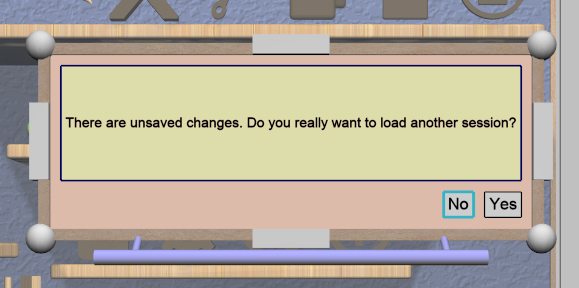 There are unsaved changes. Do you really want to load another session?
No Yes